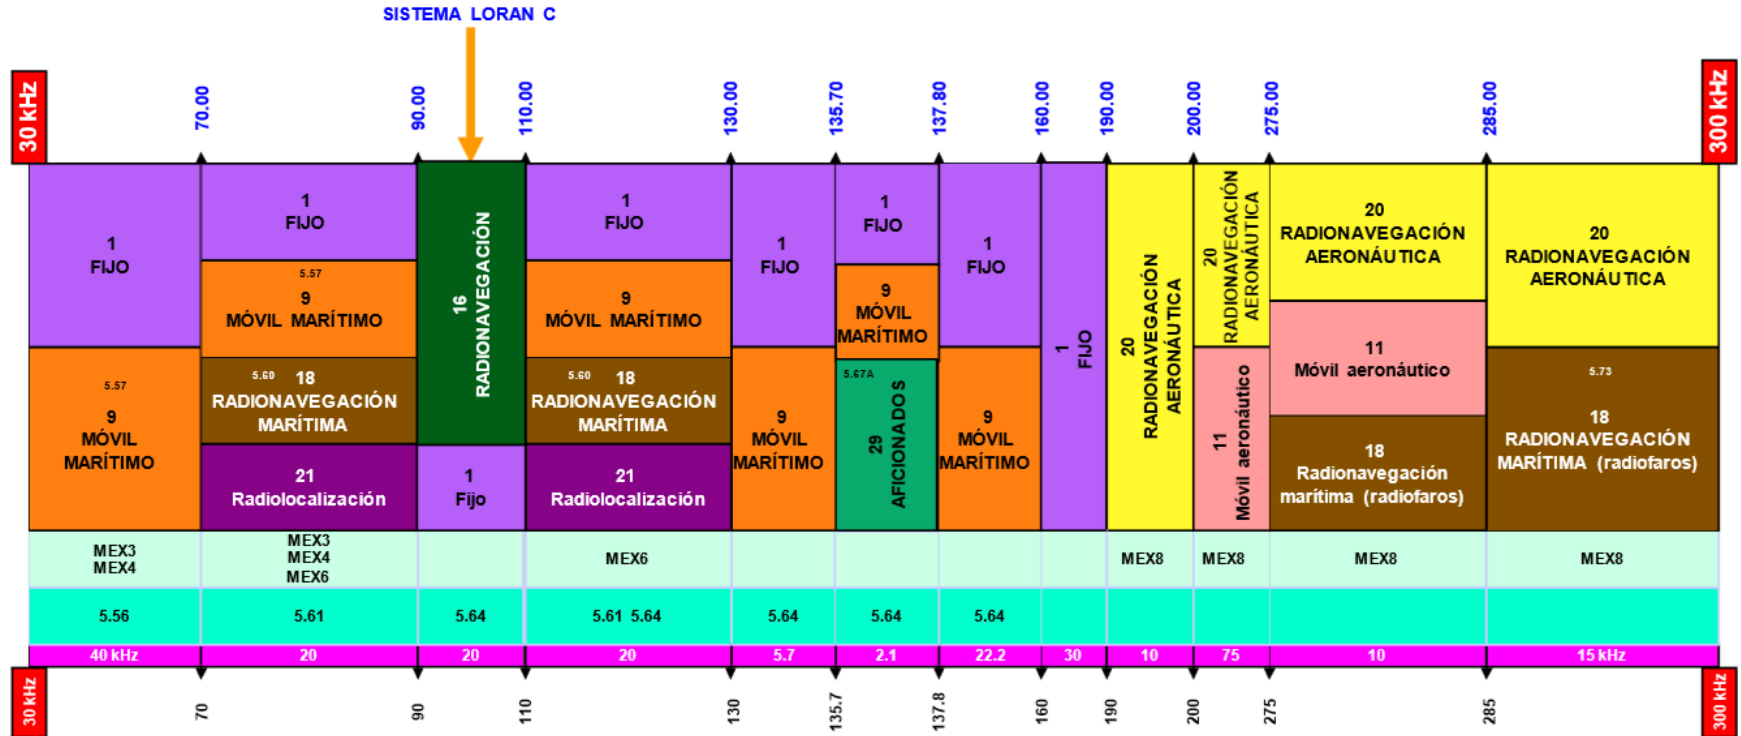 SISTEMA LORAN C
30 kHz
70.00
90.00
110.00
130.00
135.70
137.80
160.00
190.00
200.00
275.00
285.00
300 kHz
1
FIJO
5.57
9
MÓVIL
MARÍTIMO
1
FIJO
5.57
9
MÓVIL MARÍTIMO
5.60 18
RADIONAVEGACIÓN
MARÍTIMA
21
Radiolocalización
16
RADIONAVEGACIÓN
1
Fijo
1
FIJO
9
MÓVIL MARÍTIMO
5.60 18
RADIONAVEGACIÓN
MARÍTIMA
21
Radiolocalización
1
FIJO
9
MÓVIL
MARÍTIMO
1
FIJO
9
MÓVIL
MARÍTIMO
5.67A
29
AFICIONADOS
1
FIJO
9
MÓVIL
MARÍTIMO
1
FIJO
20
RADIONAVEGACIÓN
AERONÁUTICA
20
RADIONAVEGACIÓN
AERONÁUTICA
11
Móvil aeronáutico
20
RADIONAVEGACIÓN
AERONÁUTICA
11
Móvil aeronáutico
18
Radionavegación
marítima (radiofaros)
20
RADIONAVEGACIÓN
AERONÁUTICA
5.73
18
RADIONAVEGACIÓN
MARÍTIMA (radiofaros)
MEX3
MEX4
MEX3
MEX4
MEX6
MEX6
MEX8
MEX8
MEX8
MEX8
5.56
5.61
5.64
5.61 5.64
5.64
5.64
5.64
40 kHz
20
20
20
5.7
2.1
22.2
30
10
75
10
15 kHz
30 kHz
70
90
110
130
135.7
137.8
160
190
200
275
285
300 kHz